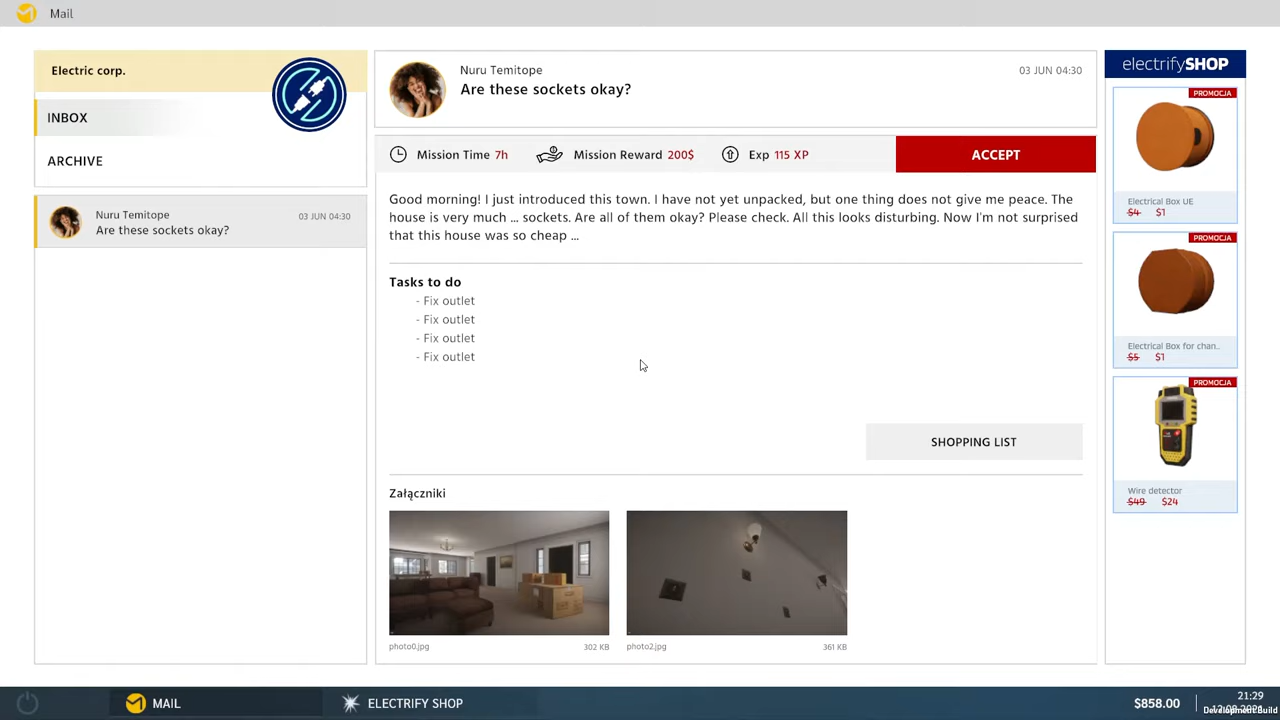 Mail
Electric corp.
INBOX
ARCHIVE
Nuru Temitope
03 JUN 04:30
Are these sockets okay?
Nuru Temitope
03 JUN 04:30
Are these sockets okay?
Mission Time 7h
Mission Reward 200$
Exp 115 XP
ACCEPT
Good morning! I just introduced this town. I have not yet unpacked, but one thing does not give me peace. The
house is very much ... sockets. Are all of them okay? Please check. All this looks disturbing. Now I'm not surprised
that this house was so cheap ...
Tasks to do
- Fix outlet
- Fix outlet
- Fix outlet
- Fix outlet
SHOPPING LIST
Załączniki
photo0.jpg
302 KB
photo2.jpg
361 KB
electrifySHOP
PROMOCJA
Electrical Box UE
$4 $1
PROMOCJA
Electrical Box for chan..
$5 $1
PROMOCJA
Wire detector
$49 $24
MAIL
ELECTRIFY SHOP
$858.00
21:29
Development Build